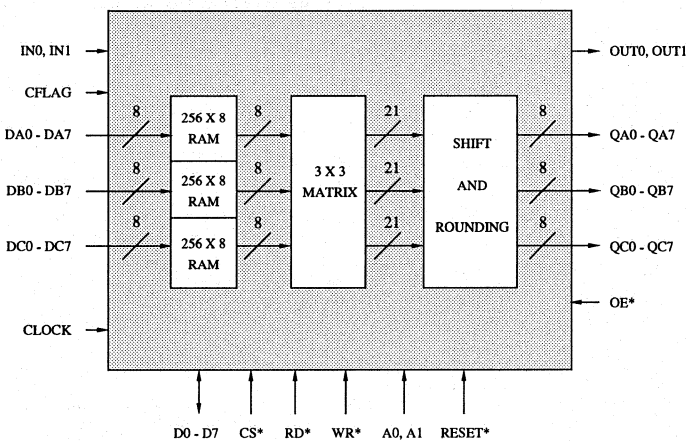 IN0, IN1
OUT0, OUT1
CFLAG
8
8
21
8
DA0 - DA7
256 X 8
RAM
QA0 - QA7
SHIFT
8
8
21
8
3 X 3
MATRIX
DB0 - DB7
256 X 8
RAM
AND
QB0 - QB7
8
8
21
8
DC0 - DC7
256 X 8
RAM
ROUNDING
QC0 - QC7
OE*
CLOCK
D0 - D7
CS*
RD*
WR*
A0, A1
RESET*